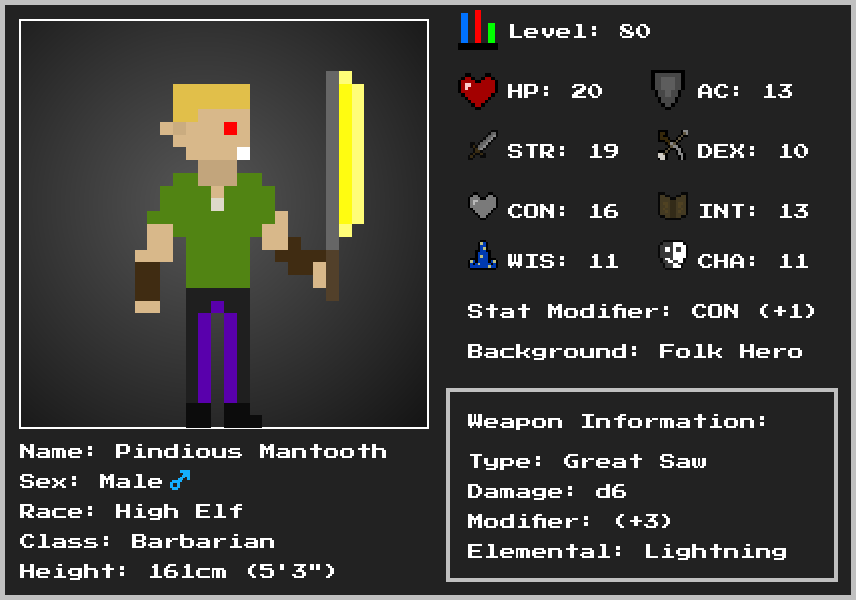 Level: 80
HP: 20
AC: 13
STR: 19
DEX: 10
CON: 16
INT: 13
WIS: 11
CHA: 11
Stat Modifier: CON (+1)
Background: Folk Hero
Name: Pindious Mantooth
Sex: Male♂
Race: High Elf
Class: Barbarian
Height: 161cm (5'3")
Weapon Information:
Type: Great Saw
Damage: d6
Modifier: (+3)
Elemental: Lightning